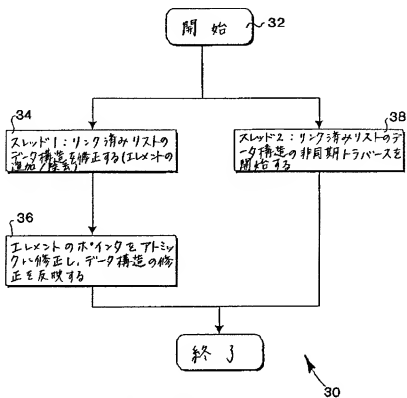 開始
32
34
スレッド1:リンク済みリストの
データ構造を修正する(エレメントの
追加/除去)
38
スレッド2:リンク済みリストのデ
ータ構造の非同期トラバースを
開始する
36
エレメントのポインタをアトミッ
クに修正し、データ構造の修
正を反映する
終了
30